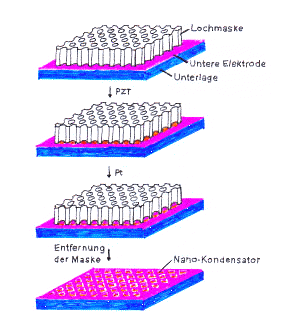 Lochmaske
Untere Elektrode
Unterlage
PZT
Pt
Entfernung
der Maske
Nano-Kondensator